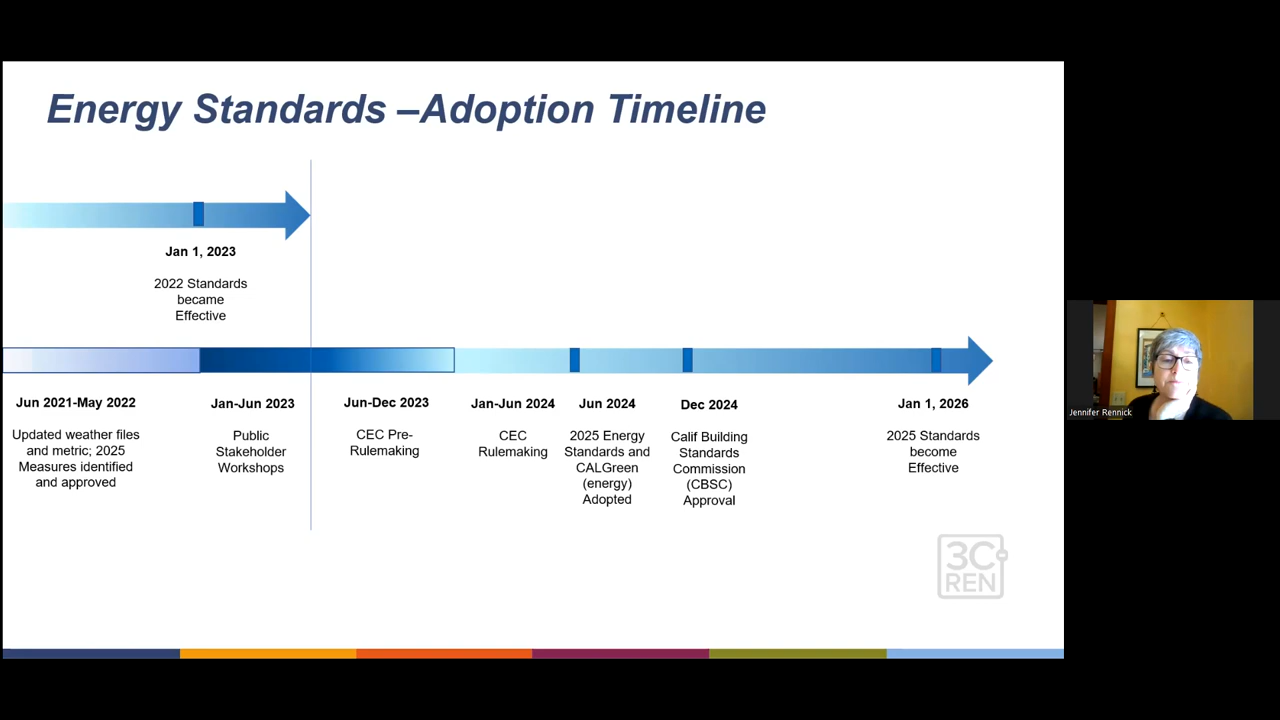 Energy Standards –Adoption Timeline
Jan 1, 2023
2022 Standards
became
Effective
Jun 2021-May 2022
Updated weather files
and metric; 2025
Measures identified
and approved
Jan-Jun 2023
Public
Stakeholder
Workshops
Jun-Dec 2023
CEC Pre-
Rulemaking
Jan-Jun 2024
CEC
Rulemaking
Jun 2024
2025 Energy
Standards and
CALGreen
(energy)
Adopted
Dec 2024
Calif Building
Standards
Commission
(CBSC)
Approval
Jan 1, 2026
2025 Standards
become
Effective
3C-
REN
Jennifer Rennick